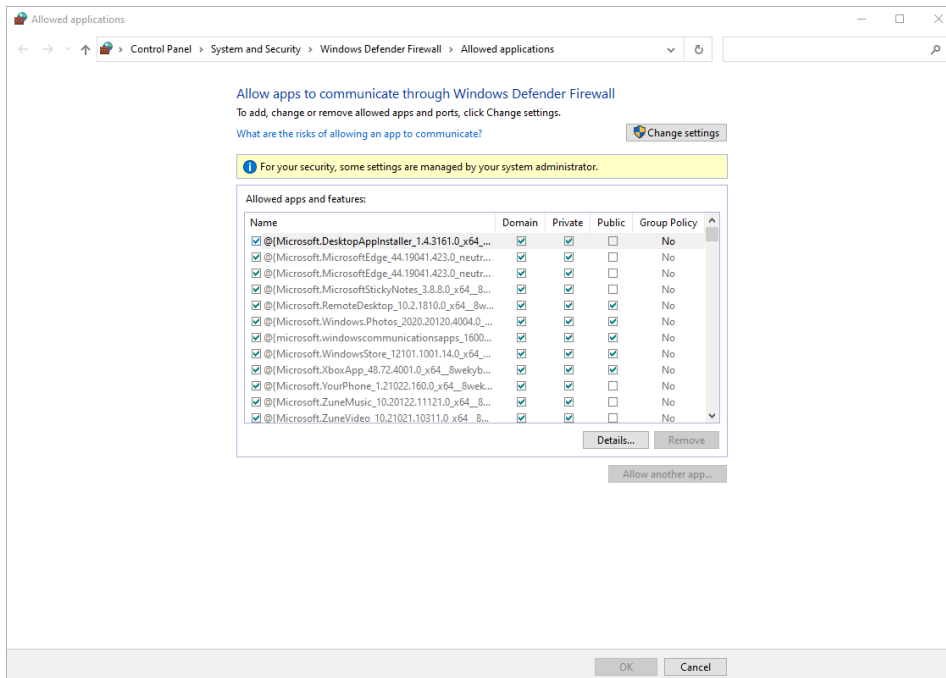 Allowed applications
Control Panel > System and Security > Windows Defender Firewall > Allowed applications
Allow apps to communicate through Windows Defender Firewall
To add, change or remove allowed apps and ports, click Change settings.
What are the risks of allowing an app to communicate?
Change settings
For your security, some settings are managed by your system administrator.
Allowed apps and features:
Name Domain Private Public Group Policy
@{Microsoft.DesktopAppInstaller_1.4.3161.0_x64_... No
@{Microsoft.MicrosoftEdge_44.19041.423.0_neutr... No
@{Microsoft.MicrosoftEdge_44.19041.423.0_neutr... No
@{Microsoft.MicrosoftStickyNotes_3.8.8.0_x64__8... No
@{Microsoft.RemoteDesktop_10.2.1810.0_x64__8w... No
@{Microsoft.Windows.Photos_2020.20120.4004.0_... No
@{microsoft.windowscommunicationsapps_1600... No
@{Microsoft.WindowsStore_12101.1001.14.0_x64_... No
@{Microsoft.XboxApp_48.72.4001.0_x64__8wekyb... No
@{Microsoft.YourPhone_1.21022.160.0_x64__8wek... No
@{Microsoft.ZuneMusic_10.20122.11121.0_x64__8... No
@{Microsoft.ZuneVideo_10.21021.10311.0_x64__8... No
Details... Remove
Allow another app...
OK Cancel